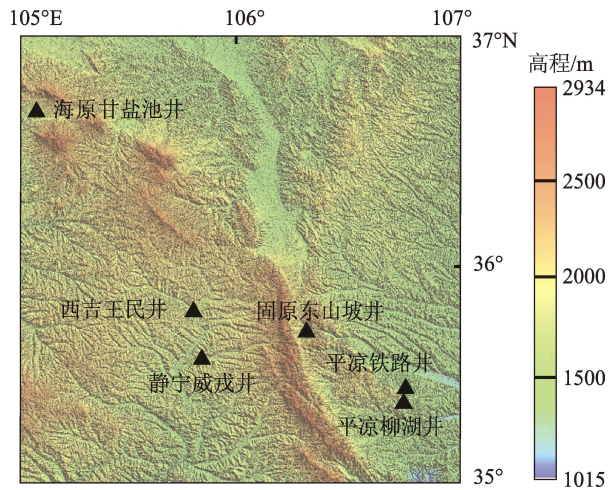 105°E
106°
107°
37°N
高程/m
2934
海原甘盐池井
2500
36°
2000
西吉王民井
固原东山坡井
平凉铁路井
静宁威戎井
1500
平凉柳湖井
35°
1015